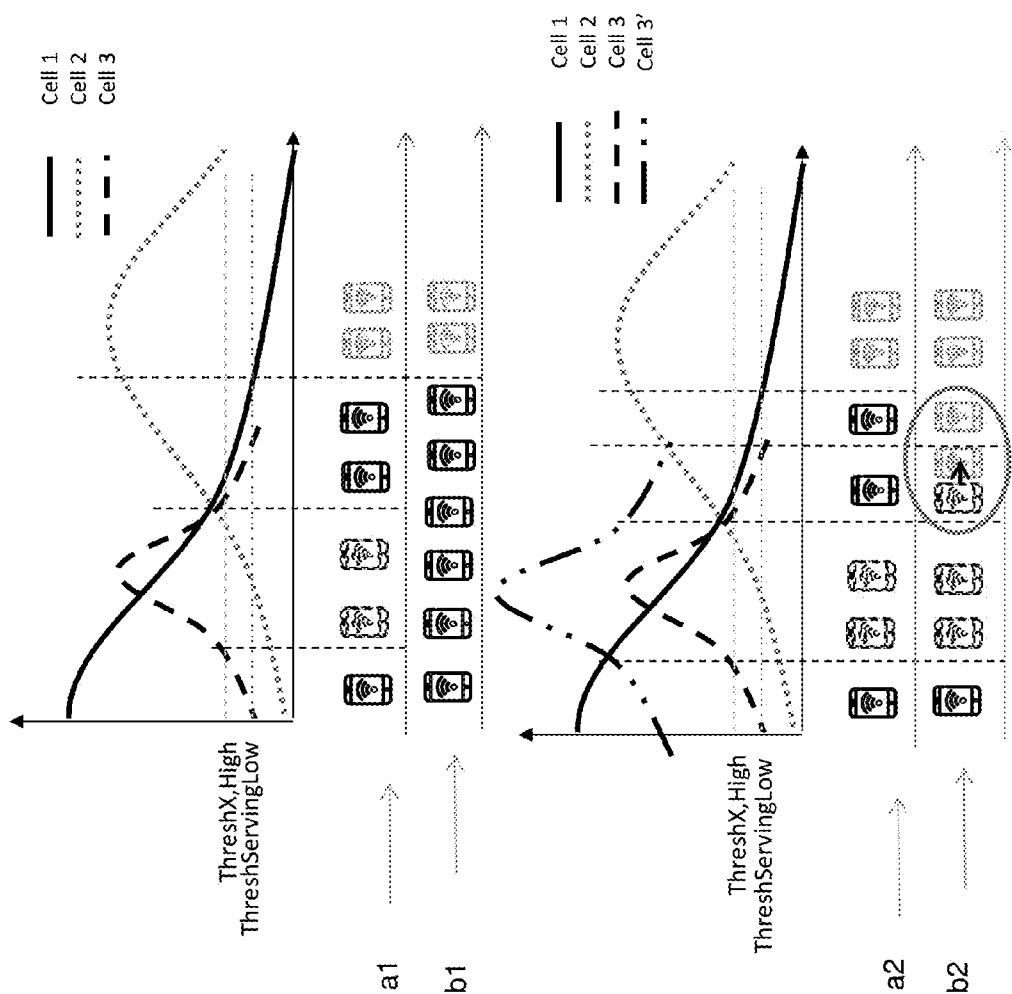 Cell 1
Cell 2
Cell 3
ThreshX,High
ThreshServingLow
a1
b1
Cell 1
Cell 2
Cell 3
Cell 3'
ThreshX,High
ThreshServingLow
a2
b2